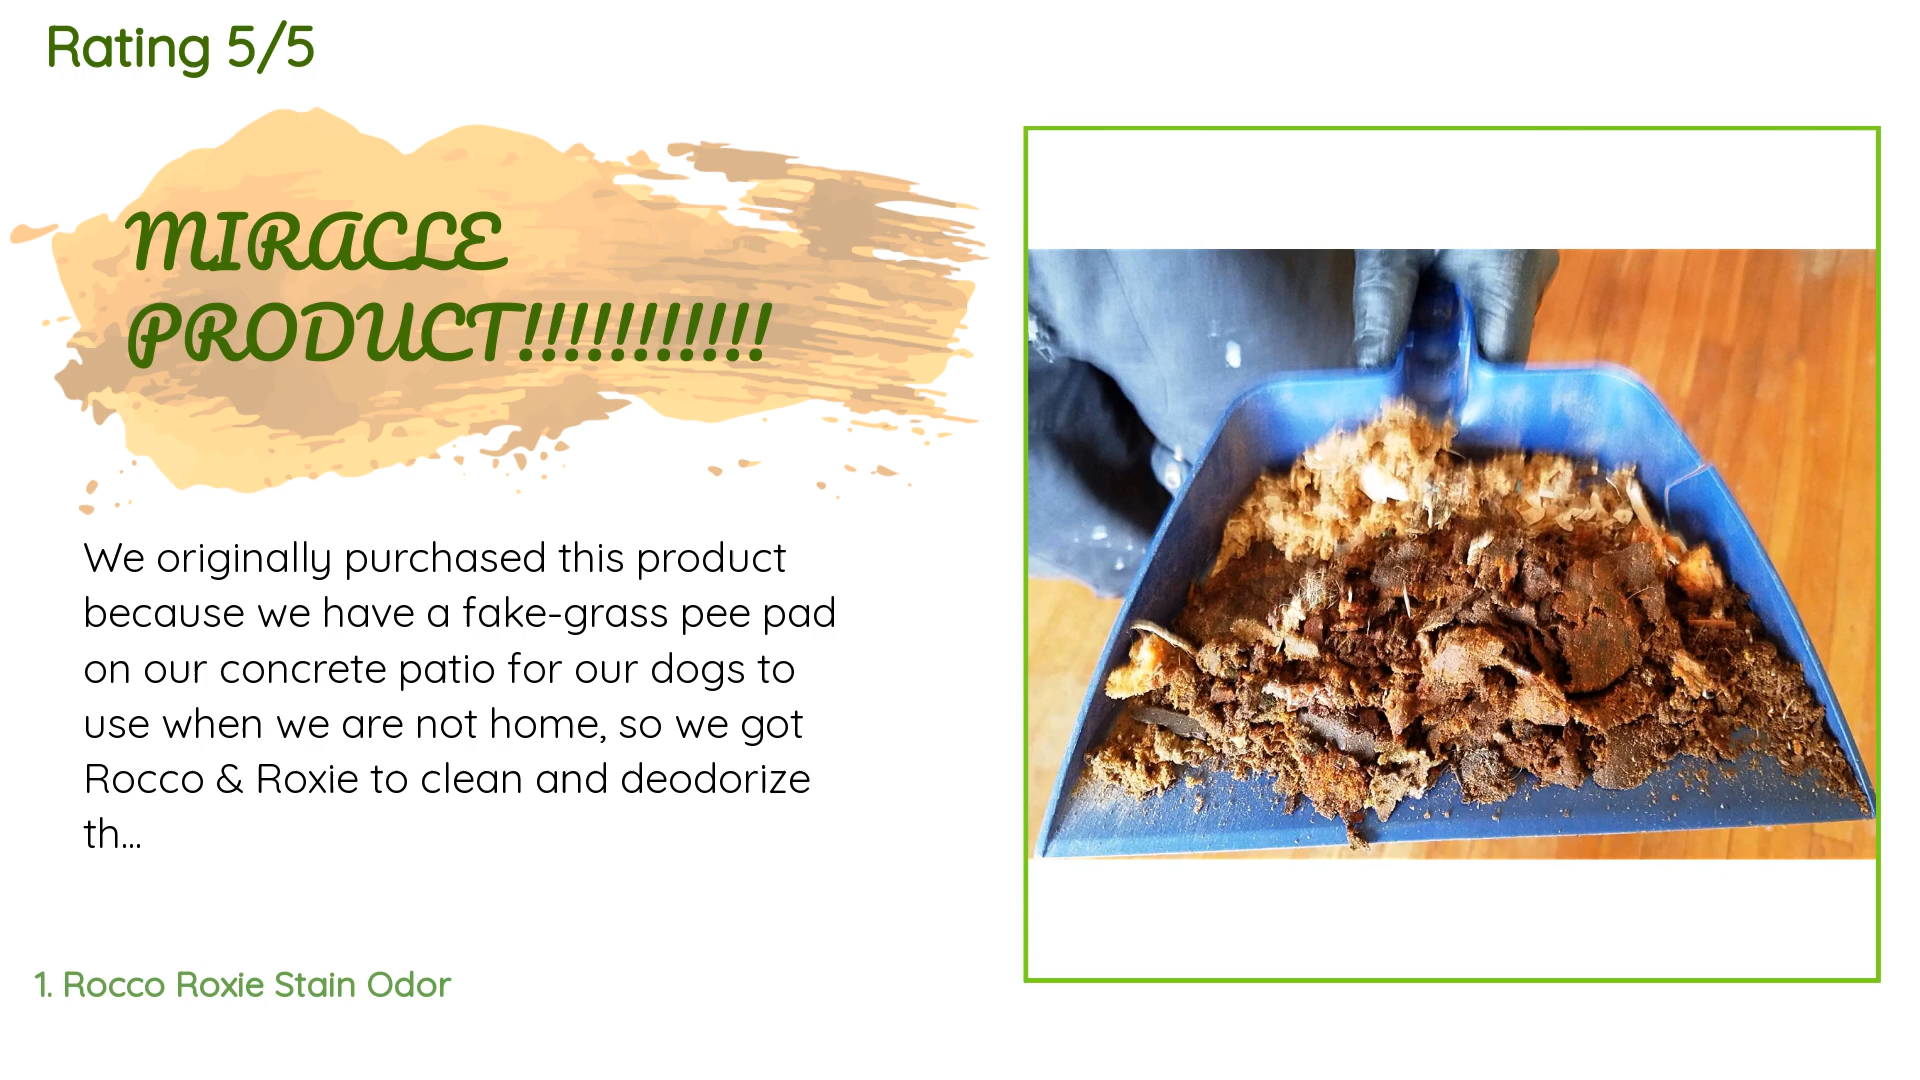 Rating 5/5
MIRACLE
PRODUCT!!!!!!!!!!!
We originally purchased this product
because we have a fake-grass pee pad
on our concrete patio for our dogs to
use when we are not home, so we got
Rocco & Roxie to clean and deodorize
th...
1. Rocco Roxie Stain Odor